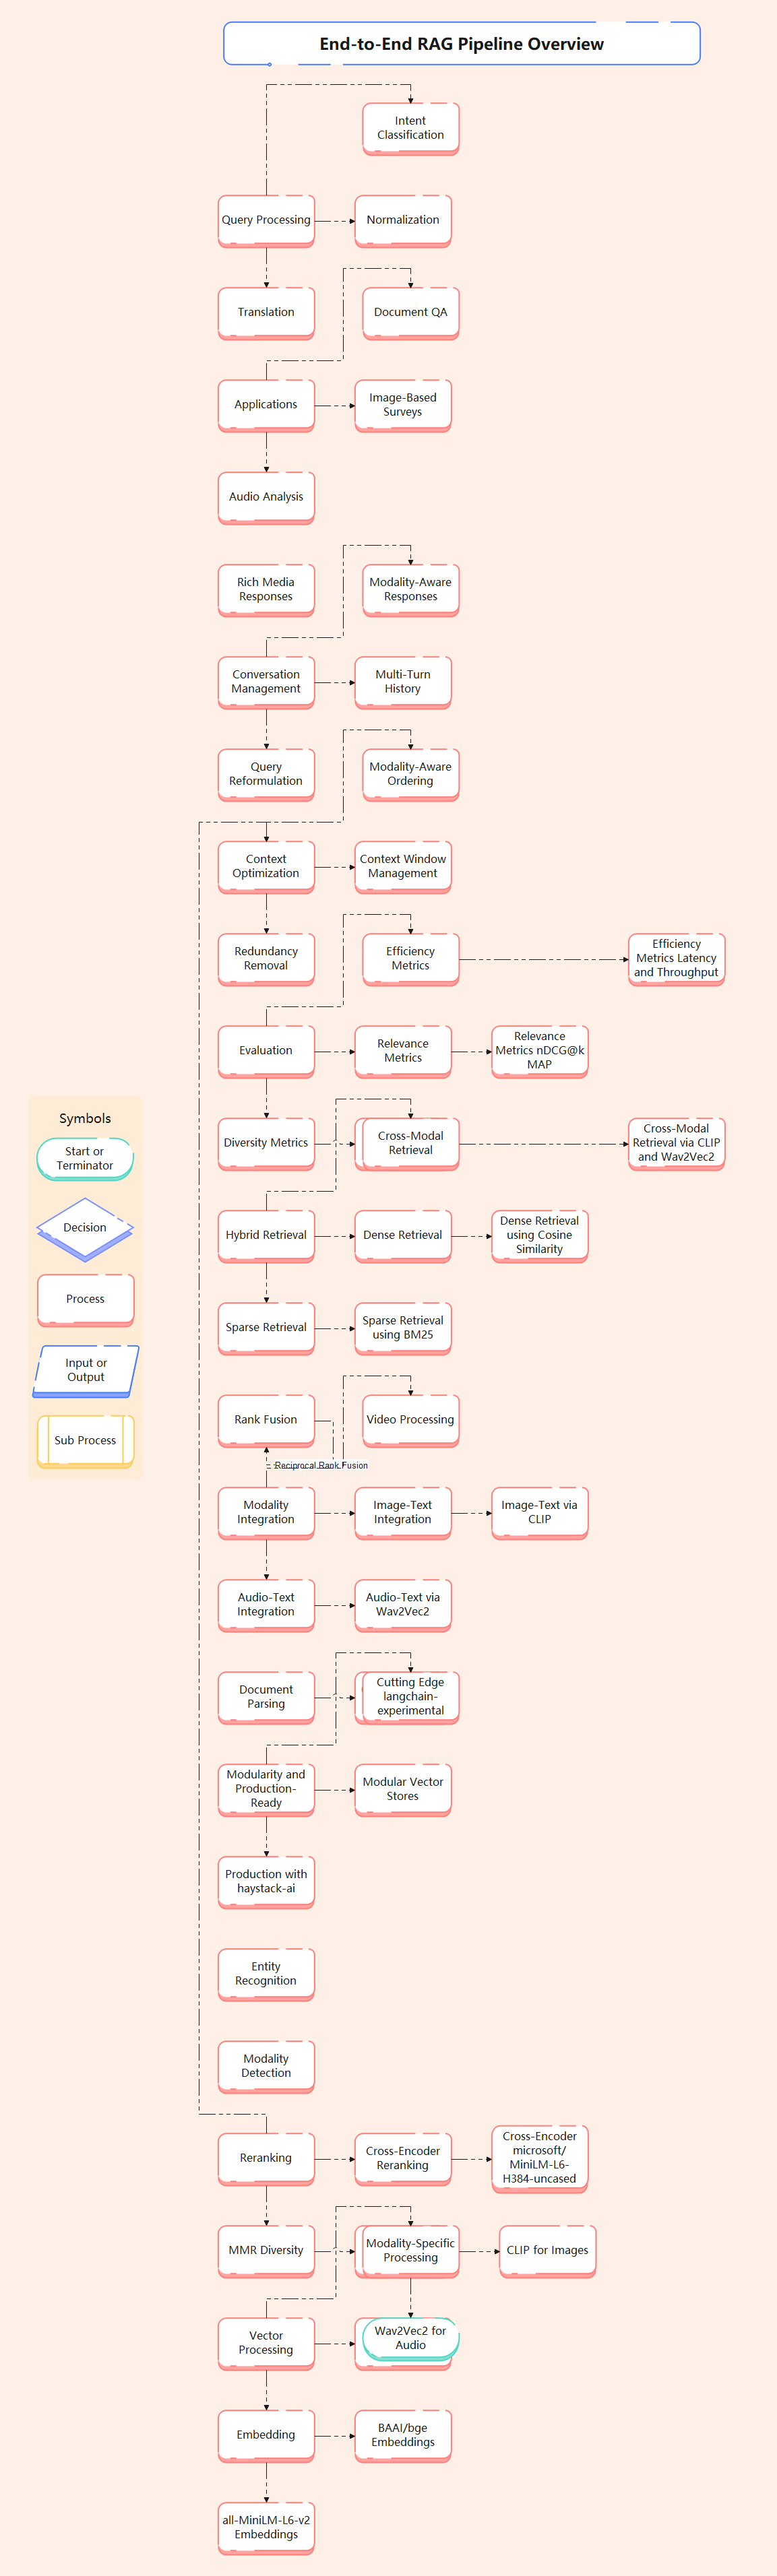 End-to-End RAG Pipeline Overview
Intent
Classification
Query Processing
Normalization
Translation
Document QA
Applications
Image-Based
Surveys
Audio Analysis
Rich Media
Responses
Modality-Aware
Responses
Conversation
Management
Multi-Turn
History
Query
Reformulation
Modality-Aware
Ordering
Context
Optimization
Context Window
Management
Redundancy
Removal
Efficiency
Metrics
Efficiency
Metrics Latency
and Throughput
Evaluation
Relevance
Metrics
Relevance
Metrics nDCG@k
MAP
Symbols
Start or
Terminator
Decision
Process
Input or
Output
Sub Process
Diversity Metrics
Cross-Modal
Retrieval
Cross-Modal
Retrieval via CLIP
and Wav2Vec2
Hybrid Retrieval
Dense Retrieval
Dense Retrieval
using Cosine
Similarity
Sparse Retrieval
Sparse Retrieval
using BM25
Rank Fusion
Video Processing
Reciprocal Rank Fusion
Modality
Integration
Image-Text
Integration
Image-Text via
CLIP
Audio-Text
Integration
Audio-Text via
Wav2Vec2
Document
Parsing
Cutting Edge
langchain-
experimental
Modularity and
Production-
Ready
Modular Vector
Stores
Production with
haystack-ai
Entity
Recognition
Modality
Detection
Reranking
Cross-Encoder
Reranking
Cross-Encoder
microsoft/
MiniLM-L6-
H384-uncased
MMR Diversity
Modality-Specific
Processing
CLIP for Images
Vector
Processing
Wav2Vec2 for
Audio
Embedding
BAAI/bge
Embeddings
all-MiniLM-L6-v2
Embeddings